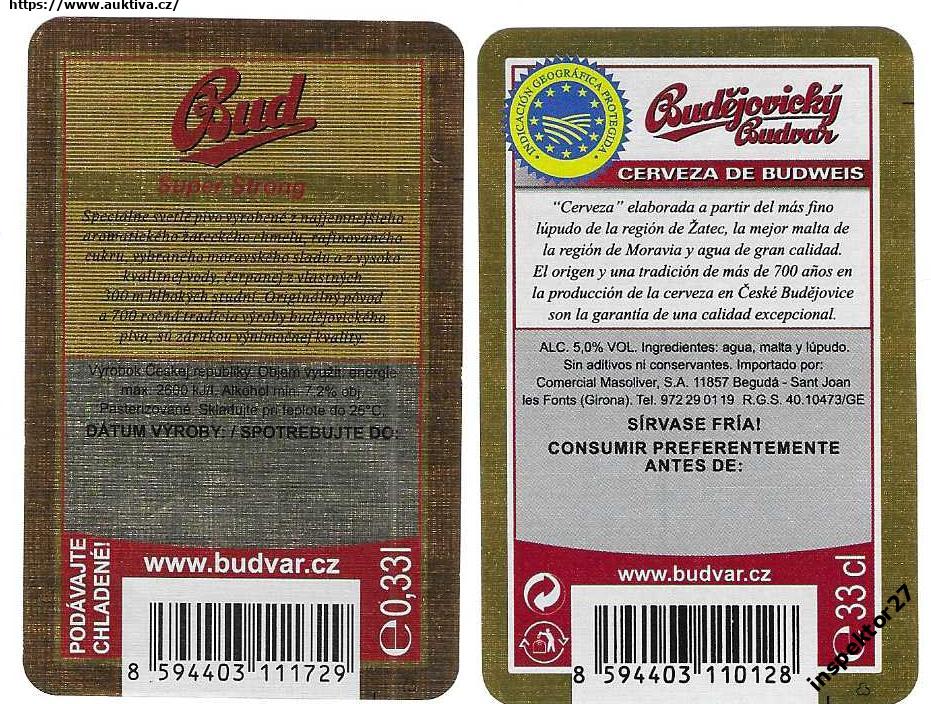 https://www.auktiva.cz/
Bud
Super Strong
Speciálne svetlé pivo vyrobené z najjemnejšieho
aromatického žateckého chmeľu, rafinovaného
cukru, vybraného moravského sladu a z vysoko
kvalitnej vody, čerpanej z vlastných
300 m hlbokých studní. Originálny pôvod
a 700 ročná tradícia výroby budějovického
piva, sú zárukou výnimočnej kvality.
Výrobok Českej republiky. Objem využit. energie
max. 2500 kJ/l. Alkohol min. 7,2% obj.
Pasterizované. Skladujte pri teplote do 25°C.
DÁTUM VÝROBY: / SPOTREBUJTE DO:
PODÁVAJTE
CHLADENÉ!
www.budvar.cz
e 0,33l
8 594403 111729
INDICACIÓN GEOGRÁFICA PROTEGIDA
Budějovický
Budvar
CERVEZA DE BUDWEIS
“Cerveza” elaborada a partir del más fino
lúpudo de la región de Žatec, la mejor malta de
la región de Moravia y agua de gran calidad.
El origen y una tradición de más de 700 años en
la producción de la cerveza en České Budějovice
son la garantía de una calidad excepcional.
ALC. 5,0% VOL. Ingredientes: agua, malta y lúpudo.
Sin aditivos ni conservantes. Importado por:
Comercial Masoliver, S.A. 11857 Begudá - Sant Joan
les Fonts (Girona). Tel. 972 29 01 19 R.G.S. 40.10473/GE
SÍRVASE FRÍA!
CONSUMIR PREFERENTEMENTE
ANTES DE:
www.budvar.cz
e 33 cl
8 594403 110128
inspektor27